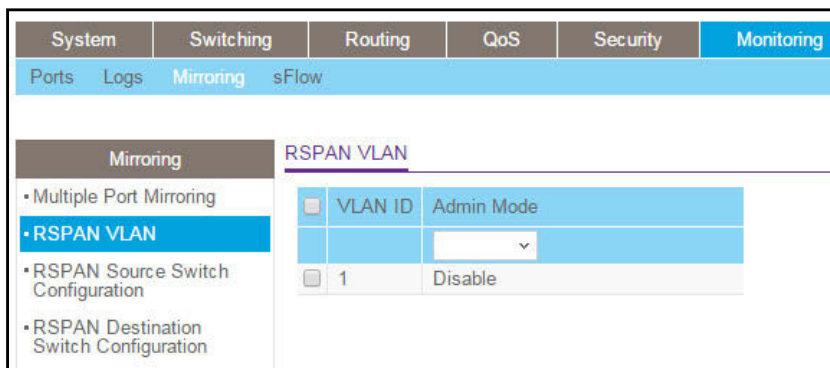 System Switching Routing QoS Security Monitoring
Ports Logs Mirroring sFlow
Mirroring
Multiple Port Mirroring
RSPAN VLAN
RSPAN Source Switch
Configuration
RSPAN Destination
Switch Configuration
RSPAN VLAN
VLAN ID Admin Mode
1 Disable